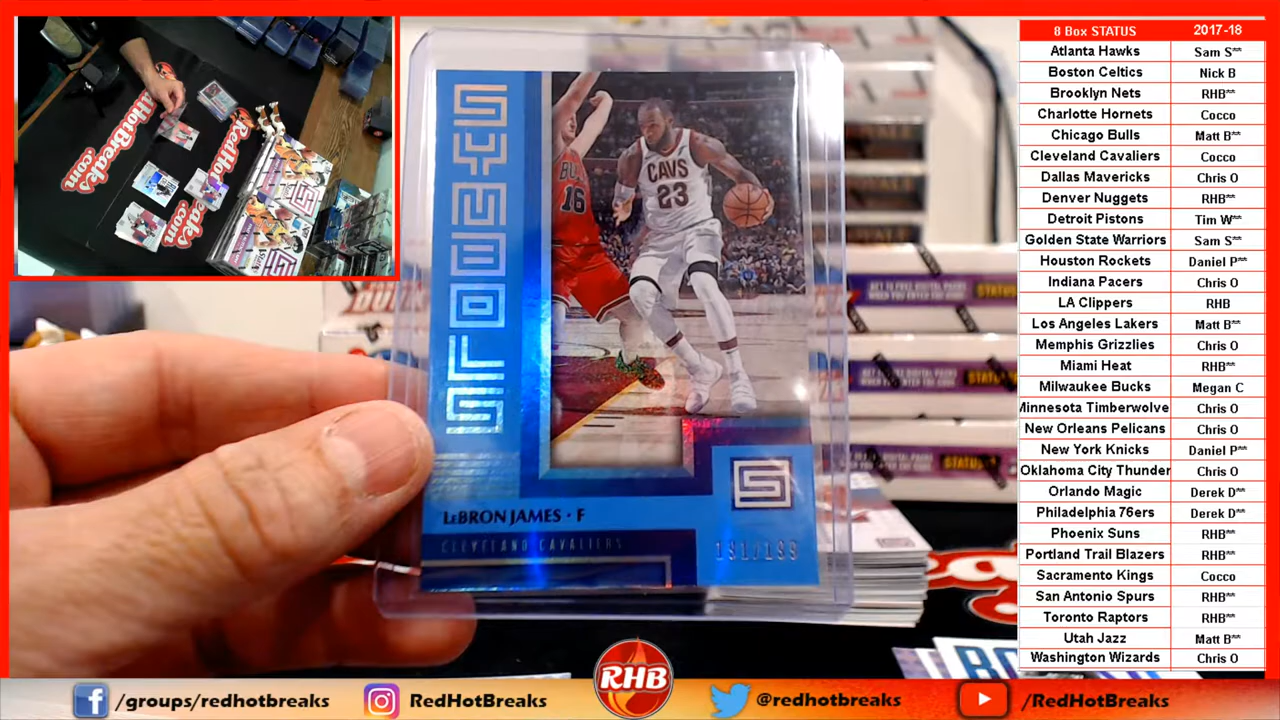 8 Box STATUS 2017-18
Atlanta Hawks Sam S**
Boston Celtics Nick B
Brooklyn Nets RHB**
Charlotte Hornets Cocco
Chicago Bulls Matt B**
Cleveland Cavaliers Cocco
Dallas Mavericks Chris O
Denver Nuggets RHB**
Detroit Pistons Tim W**
Golden State Warriors Sam S**
Houston Rockets Daniel P**
Indiana Pacers Chris O
LA Clippers RHB
Los Angeles Lakers Matt B**
Memphis Grizzlies Chris O
Miami Heat RHB**
Milwaukee Bucks Megan C
Minnesota Timberwolve Chris O
New Orleans Pelicans Chris O
New York Knicks Daniel P**
Oklahoma City Thunder Chris O
Orlando Magic Derek D**
Philadelphia 76ers Derek D**
Phoenix Suns RHB**
Portland Trail Blazers RHB**
Sacramento Kings Cocco
San Antonio Spurs RHB**
Toronto Raptors RHB**
Utah Jazz Matt B**
Washington Wizards Chris O
RedHotBreaks
.com
SYMBOLS
CAVS
23
16
LEBRON JAMES · F
CLEVELAND CAVALIERS
191/199
STATUS
/groups/redhotbreaks
RedHotBreaks
RHB
@redhotbreaks
/RedHotBreaks